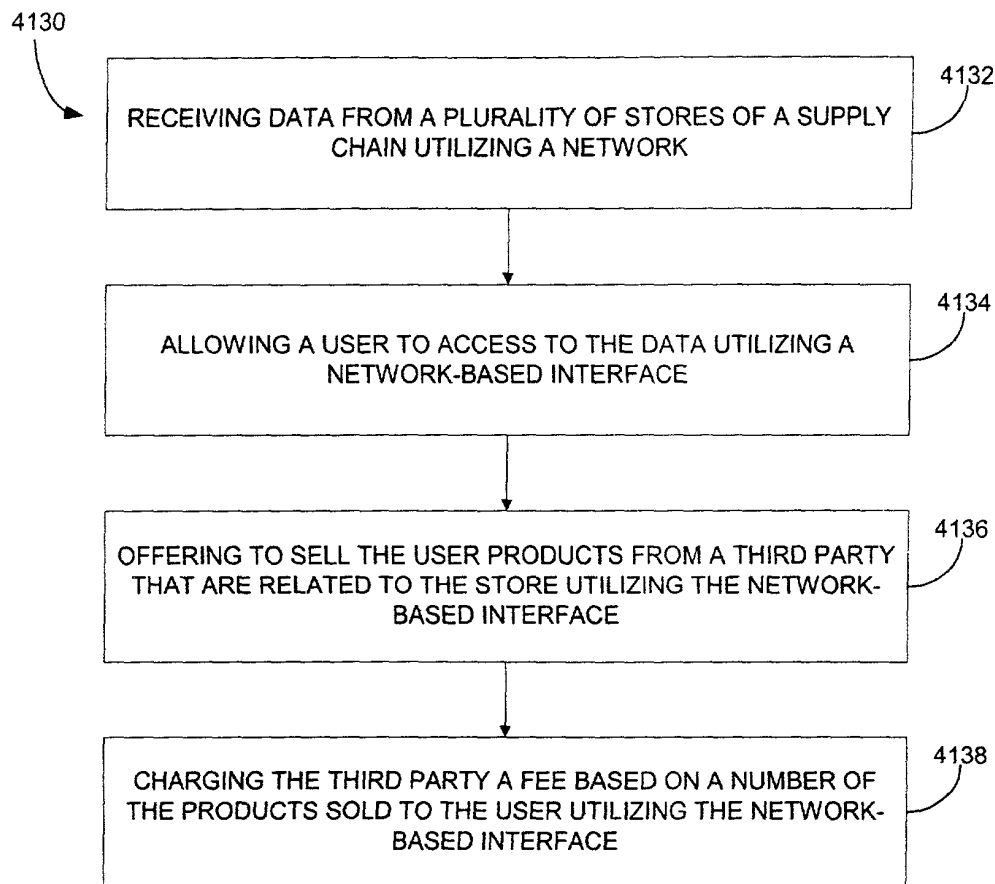 4130
4132
RECEIVING DATA FROM A PLURALITY OF STORES OF A SUPPLY
CHAIN UTILIZING A NETWORK
4134
ALLOWING A USER TO ACCESS TO THE DATA UTILIZING A
NETWORK-BASED INTERFACE
4136
OFFERING TO SELL THE USER PRODUCTS FROM A THIRD PARTY
THAT ARE RELATED TO THE STORE UTILIZING THE NETWORK-
BASED INTERFACE
4138
CHARGING THE THIRD PARTY A FEE BASED ON A NUMBER OF
THE PRODUCTS SOLD TO THE USER UTILIZING THE NETWORK-
BASED INTERFACE